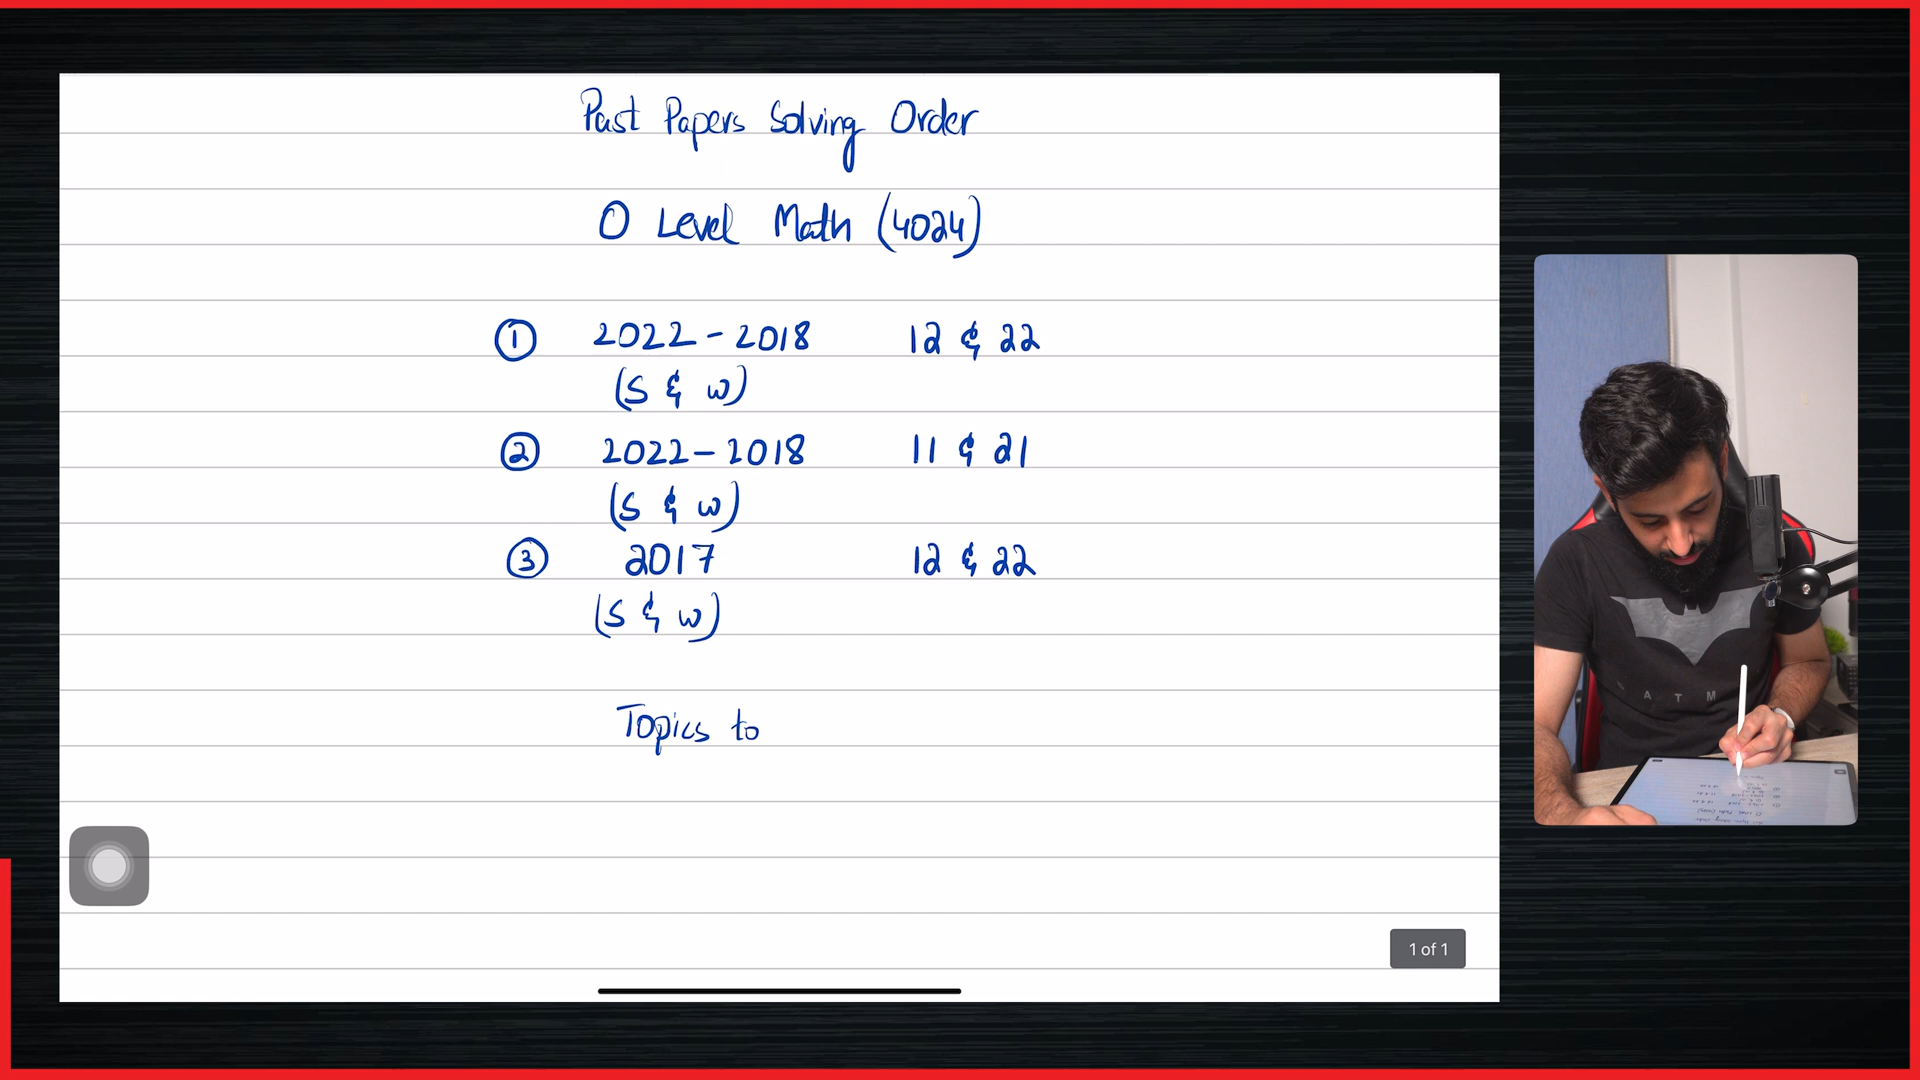 Past Papers Solving Order
O Level Math (4024)
① 2022-2018 12 & 22
(S & W)
② 2022-2018 11 & 21
(S & W)
③ 2017 12 & 22
(S & W)
Topics to
1 of 1
A T M